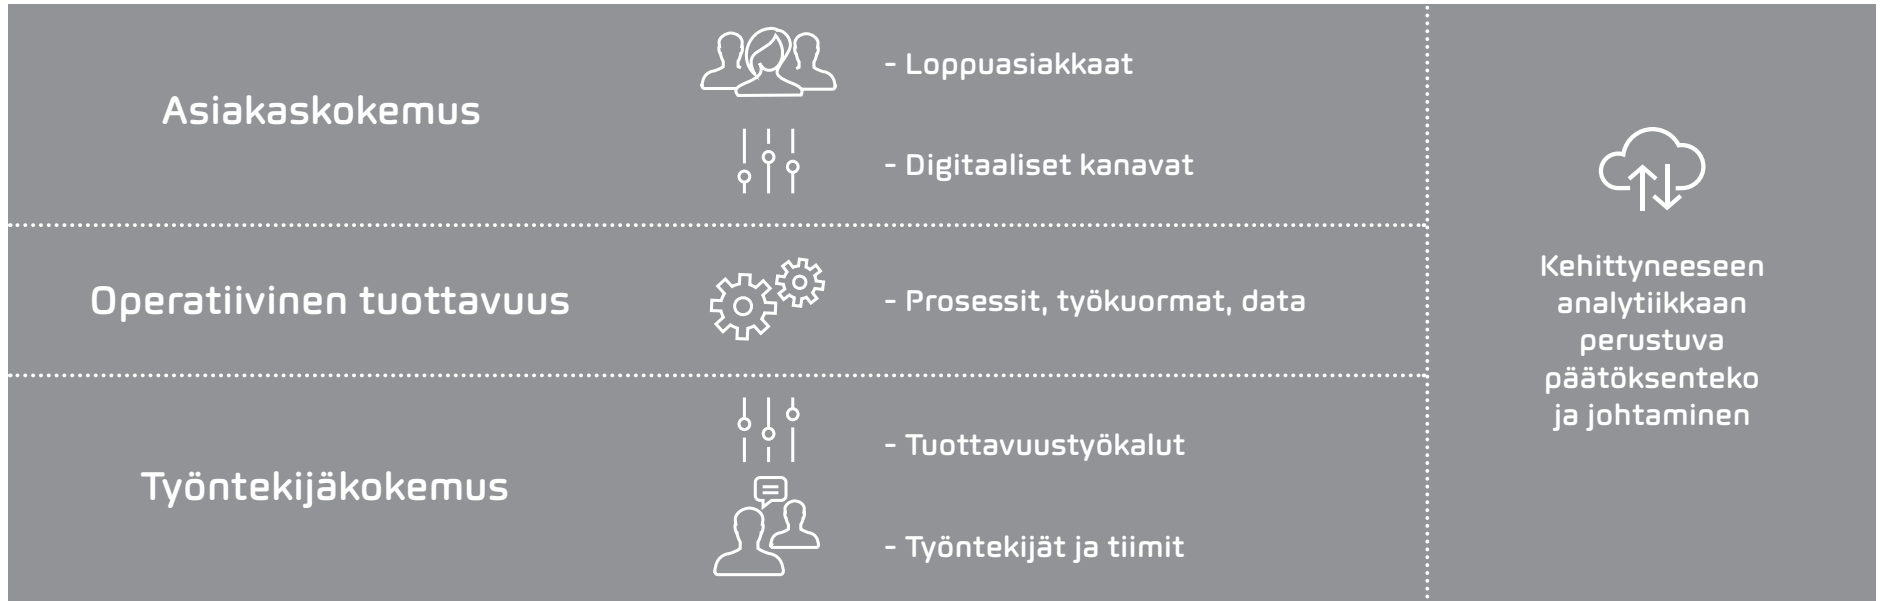 Asiakaskokemus
- Loppuasiakkaat
- Digitaaliset kanavat
Operatiivinen tuottavuus
- Prosessit, työkuormat, data
Työntekijäkokemus
- Tuottavuustyökalut
- Työntekijät ja tiimit
Kehittyneeseen
analytiikkaan
perustuva
päätöksenteko
ja johtaminen